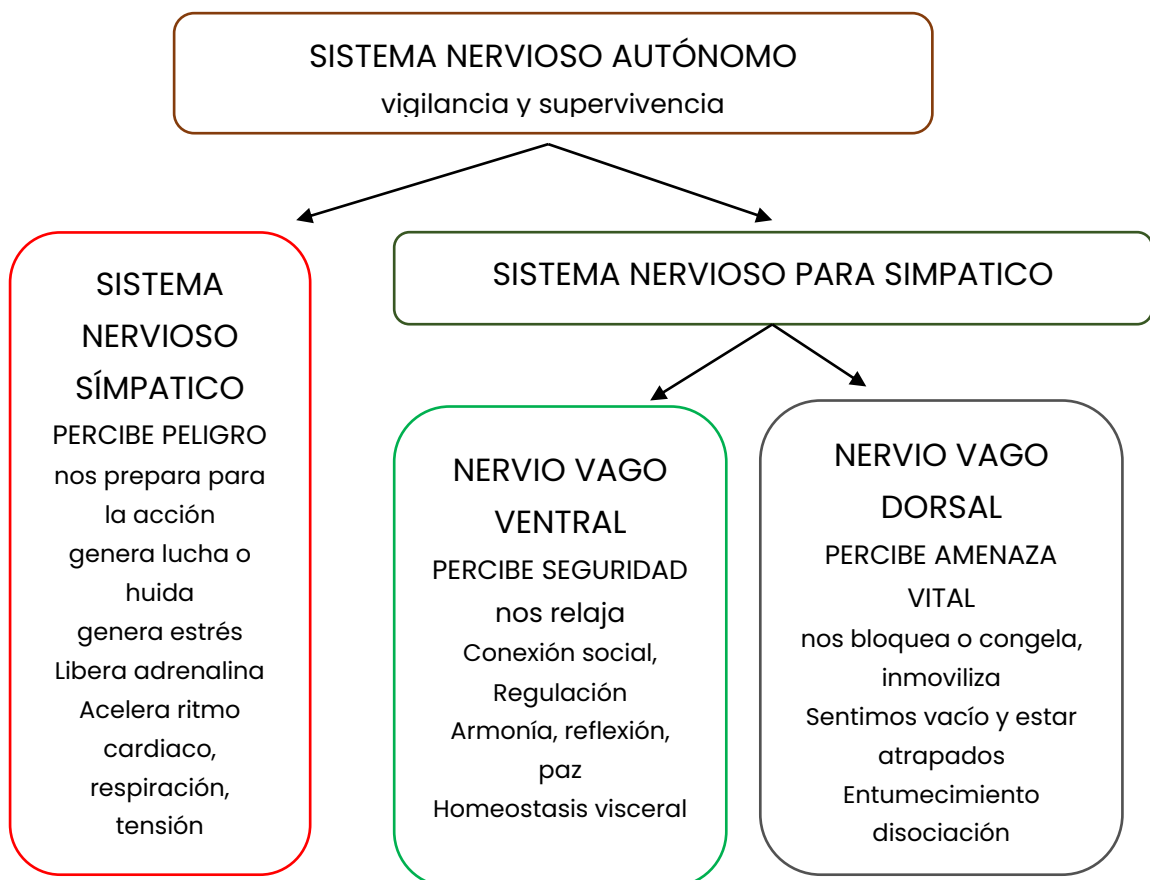 SISTEMA NERVIOSO AUTÓNOMO
vigilancia y supervivencia
SISTEMA
NERVIOSO
SÍMPATICO
PERCIBE PELIGRO
nos prepara para
la acción
genera lucha o
huida
genera estrés
Libera adrenalina
Acelera ritmo
cardiaco,
respiración,
tensión
SISTEMA NERVIOSO PARA SIMPATICO
NERVIO VAGO
VENTRAL
PERCIBE SEGURIDAD
nos relaja
Conexión social,
Regulación
Armonía, reflexión,
paz
Homeostasis visceral
NERVIO VAGO
DORSAL
PERCIBE AMENAZA
VITAL
nos bloquea o congela,
inmoviliza
Sentimos vacío y estar
atrapados
Entumecimiento
disociación